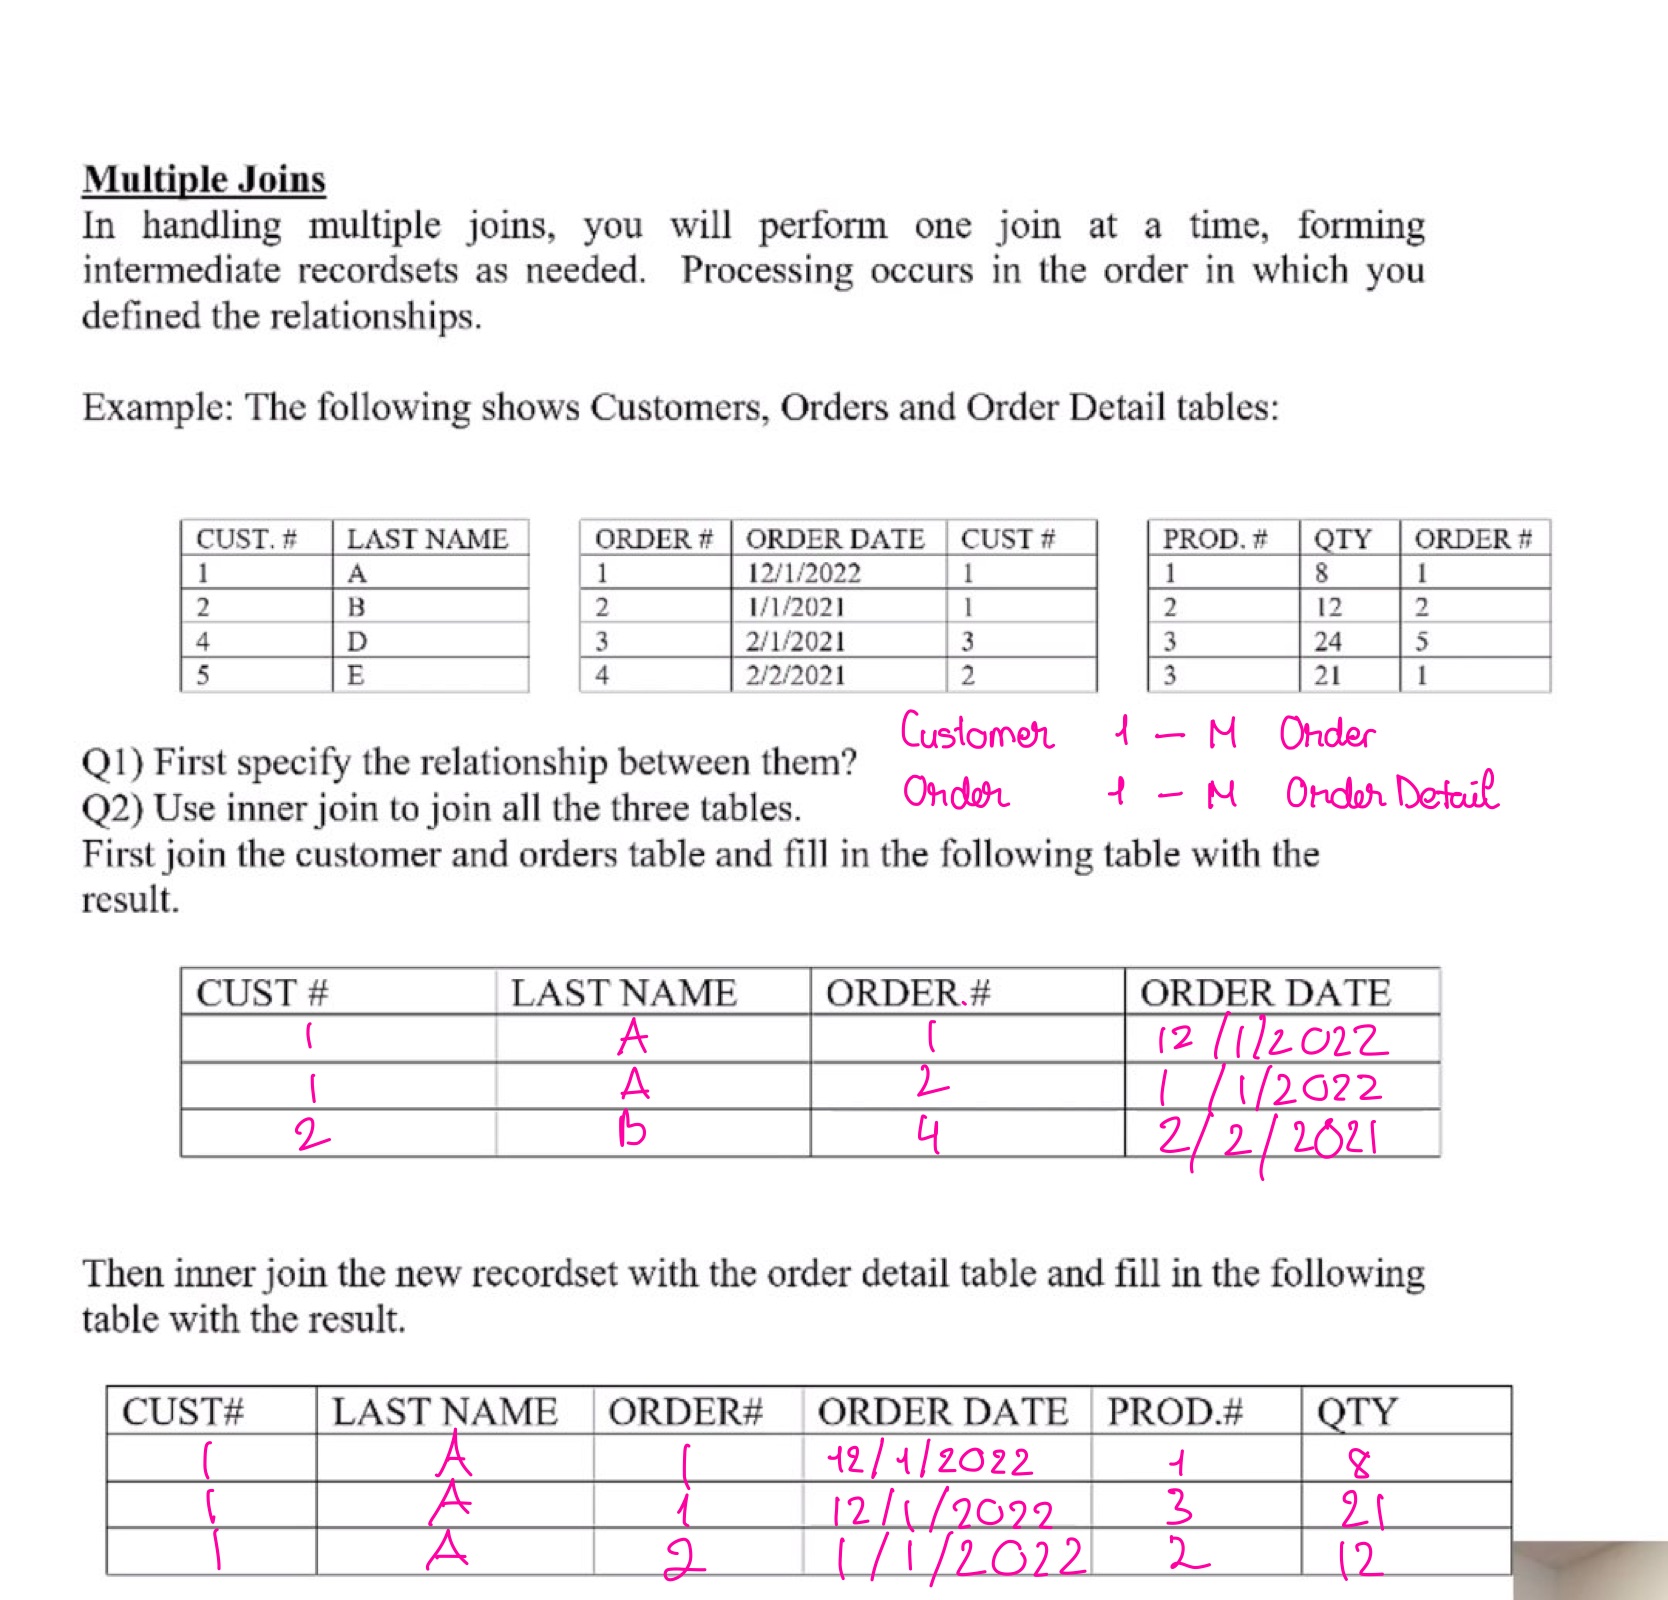 Multiple Joins
In handling multiple joins, you will perform one join at a time, forming
intermediate recordsets as needed. Processing occurs in the order in which you
defined the relationships.
Example: The following shows Customers, Orders and Order Detail tables:
CUST. # LAST NAME ORDER # ORDER DATE CUST # PROD. # QTY ORDER #
1 A 1 12/1/2022 1 1 8 1
2 B 2 1/1/2021 1 2 12 2
4 D 3 2/1/2021 3 3 24 5
5 E 4 2/2/2021 2 3 21 1
Customer 1 - M Order
Q1) First specify the relationship between them?
Order 1 - M Order Detail
Q2) Use inner join to join all the three tables.
First join the customer and orders table and fill in the following table with the
result.
CUST # LAST NAME ORDER.# ORDER DATE
1 A 1 12/1/2022
1 A 2 1/1/2022
2 B 4 2/2/2021
Then inner join the new recordset with the order detail table and fill in the following
table with the result.
CUST# LAST NAME ORDER# ORDER DATE PROD.# QTY
1 A 1 12/1/2022 1 8
1 A 1 12/1/2022 3 21
1 A 2 1/1/2022 2 12